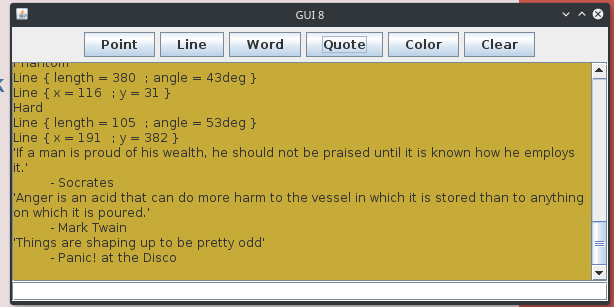 GUI 8
Point Line Word Quote Color Clear
Phantom
Line { length = 380 ; angle = 43deg }
Line { x = 116 ; y = 31 }
Hard
Line { length = 105 ; angle = 53deg }
Line { x = 191 ; y = 382 }
'If a man is proud of his wealth, he should not be praised until it is known how he employs
it.'
- Socrates
'Anger is an acid that can do more harm to the vessel in which it is stored than to anything
on which it is poured.'
- Mark Twain
'Things are shaping up to be pretty odd'
- Panic! at the Disco